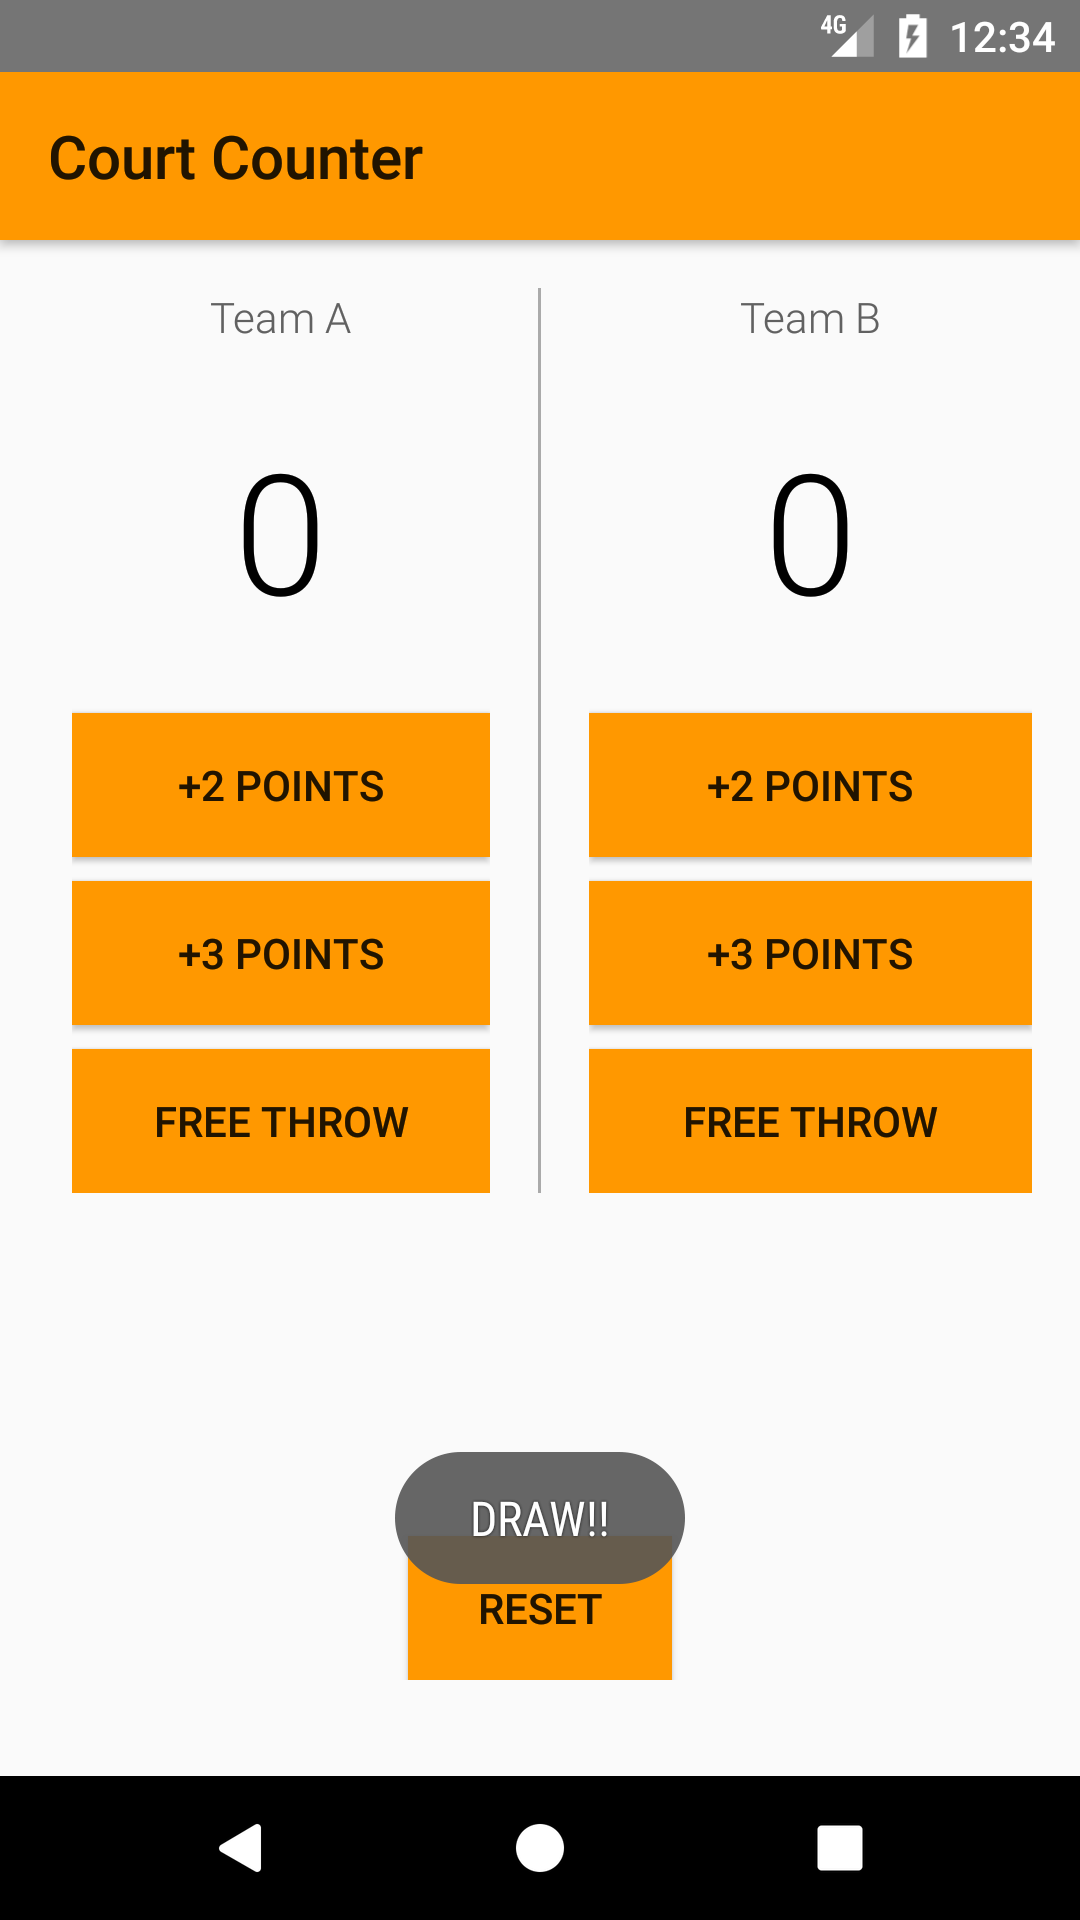 4G 12:34
Court Counter
Team A Team B
0 0
+2 POINTS +2 POINTS
+3 POINTS +3 POINTS
FREE THROW FREE THROW
DRAW!!
RESET